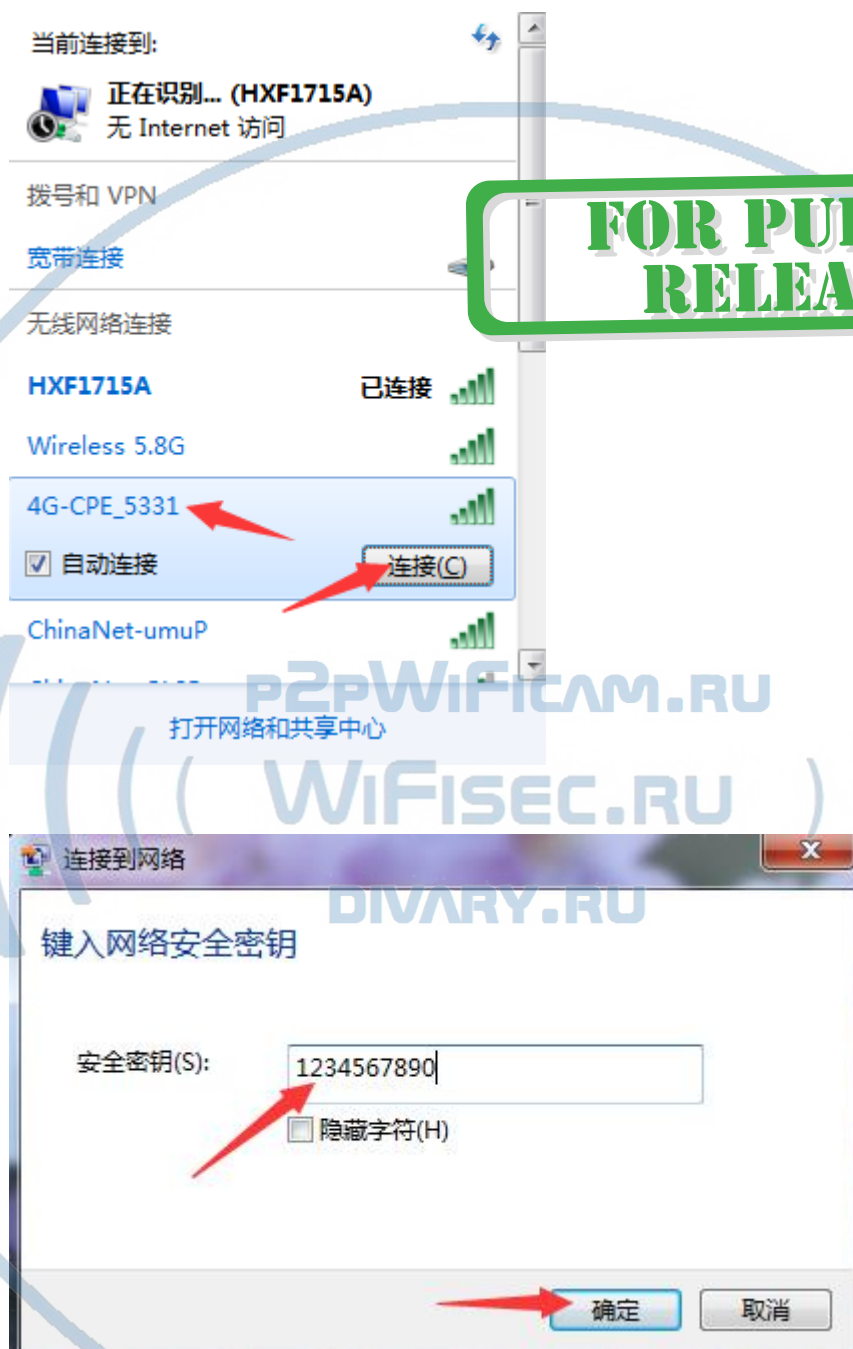 当前连接到:
正在识别... (HXF1715A)
无 Internet 访问
拨号和 VPN
FOR
宽带连接
无线网络连接
HXF1715A 已连接
Wireless 5.8G
4G-CPE_5331
自动连接 连接(C)
ChinaNet-umuP
P2PWIFICAM.RU
打开网络和共享中心
WIFISEC.RU
连接到网络
DIVARY.RU
键入网络安全密钥
安全密钥(S): 1234567890
隐藏字符(H)
确定 取消